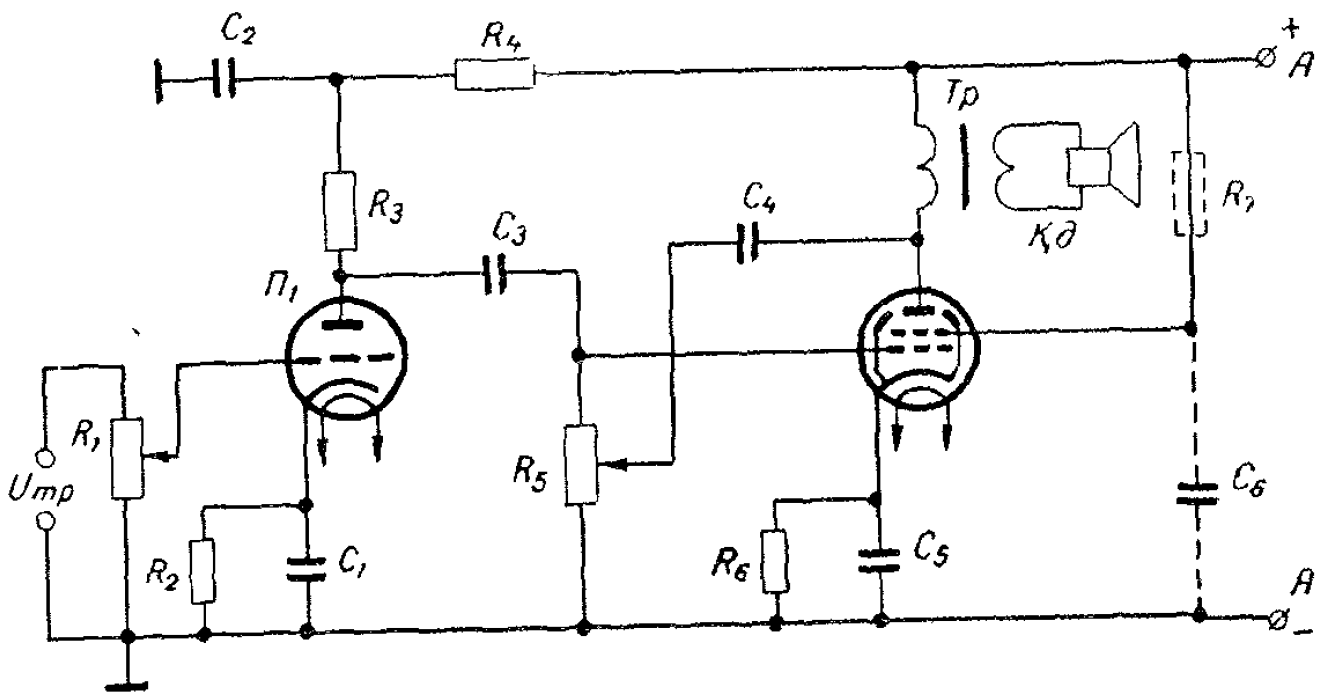 C₂
R₄
+
A
Тр
R₃
C₃
C₄
R₇
Кд
П₁
R₁
Uтр
R₅
R₂
C₁
R₆
C₅
C₆
A
−